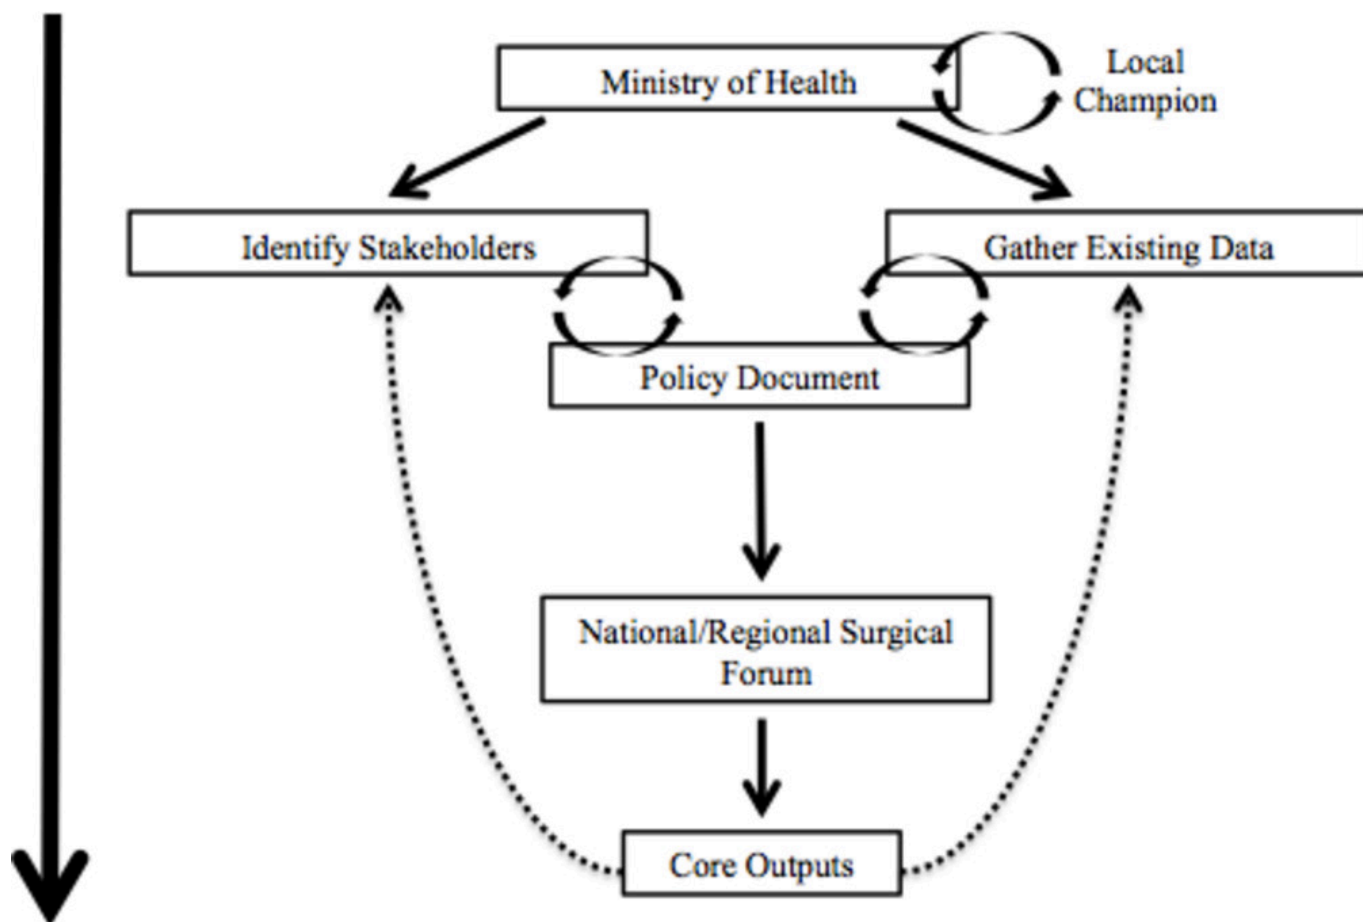 Ministry of Health
Local
Champion
Identify Stakeholders
Gather Existing Data
Policy Document
National/Regional Surgical
Forum
Core Outputs